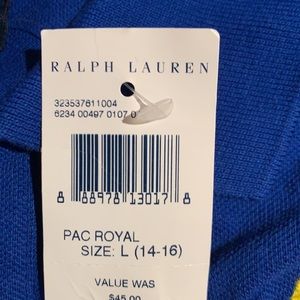 RALPH LAUREN
323537611004
6234 00497 0107 0
8 88978 13017 8
PAC ROYAL
SIZE: L (14-16)
VALUE WAS
$45.00